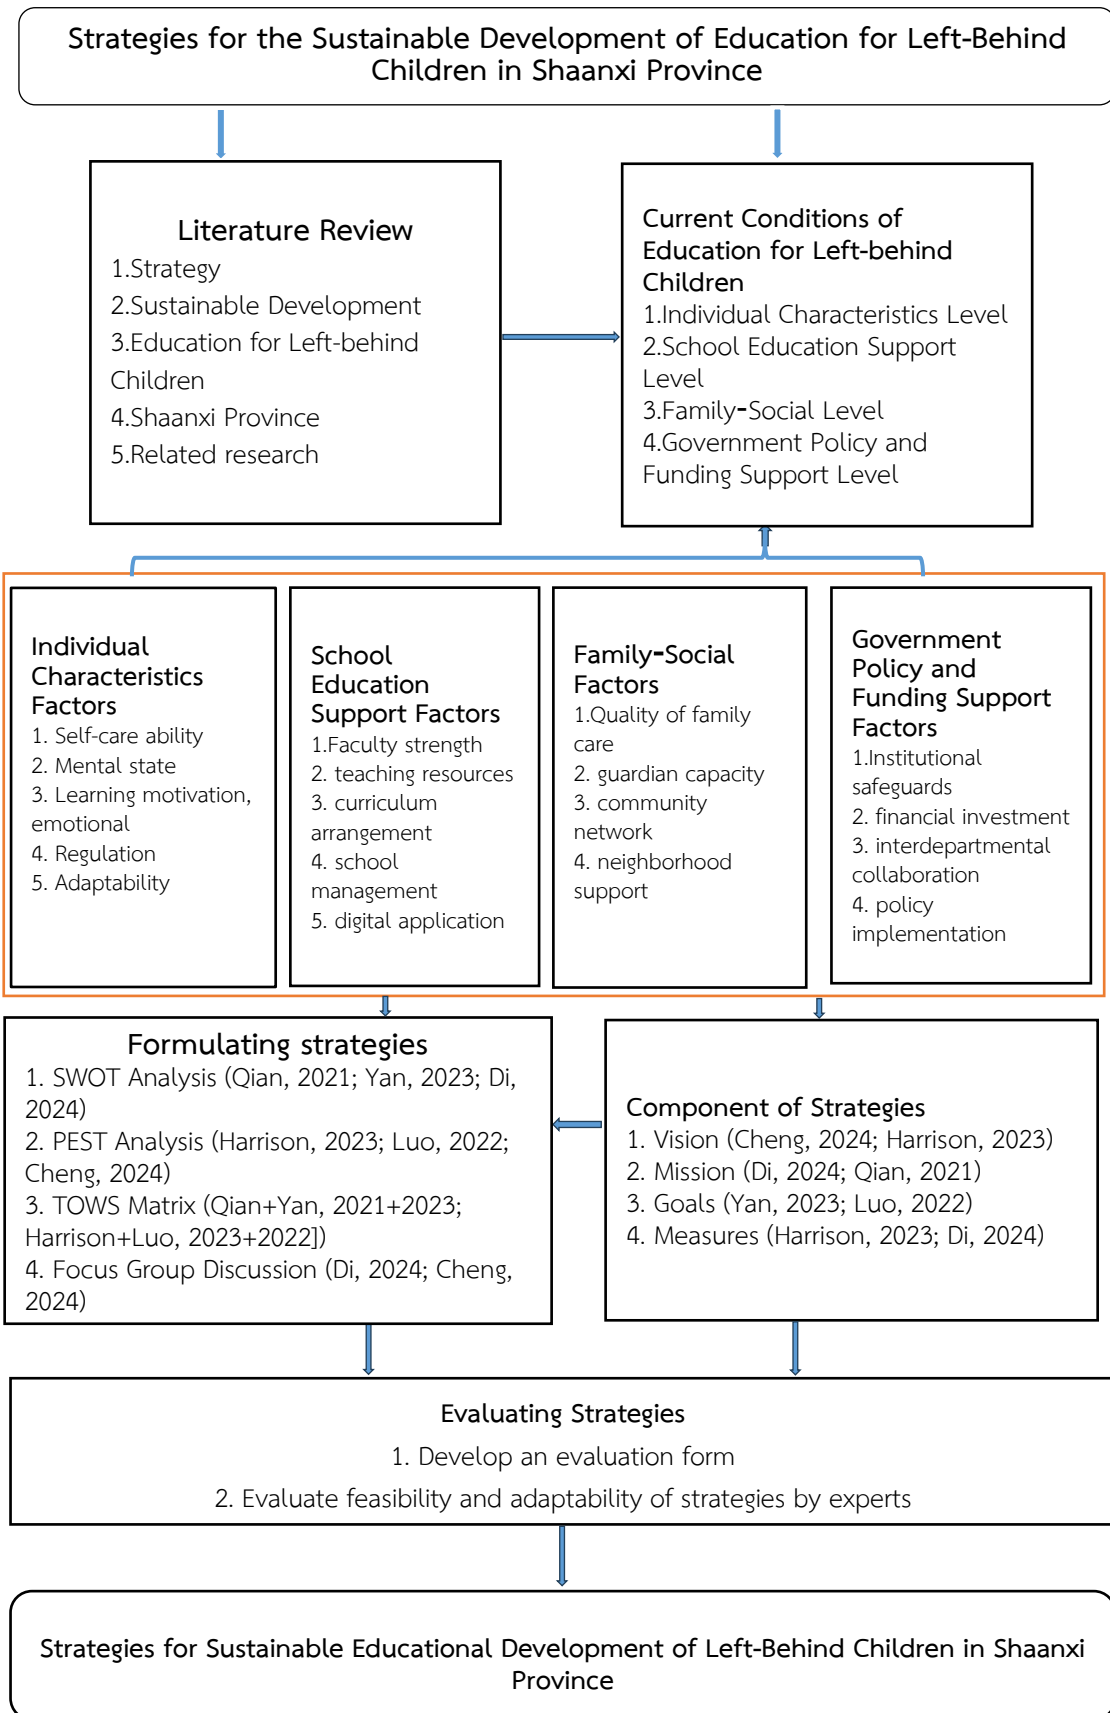 Strategies for the Sustainable Development of Education for Left-Behind
Children in Shaanxi Province
Literature Review
1.Strategy
2.Sustainable Development
3.Education for Left-behind
Children
4.Shaanxi Province
5.Related research
Current Conditions of
Education for Left-behind
Children
1.Individual Characteristics Level
2.School Education Support
Level
3.Family-Social Level
4.Government Policy and
Funding Support Level
Individual
Characteristics
Factors
1. Self-care ability
2. Mental state
3. Learning motivation,
emotional
4. Regulation
5. Adaptability
School
Education
Support Factors
1.Faculty strength
2. teaching resources
3. curriculum
arrangement
4. school
management
5. digital application
Family-Social
Factors
1.Quality of family
care
2. guardian capacity
3. community
network
4. neighborhood
support
Government
Policy and
Funding Support
Factors
1.Institutional
safeguards
2. financial investment
3. interdepartmental
collaboration
4. policy
implementation
Formulating strategies
1. SWOT Analysis (Qian, 2021; Yan, 2023; Di,
2024)
2. PEST Analysis (Harrison, 2023; Luo, 2022;
Cheng, 2024)
3. TOWS Matrix (Qian+Yan, 2021+2023;
Harrison+Luo, 2023+2022])
4. Focus Group Discussion (Di, 2024; Cheng,
2024)
Component of Strategies
1. Vision (Cheng, 2024; Harrison, 2023)
2. Mission (Di, 2024; Qian, 2021)
3. Goals (Yan, 2023; Luo, 2022)
4. Measures (Harrison, 2023; Di, 2024)
Evaluating Strategies
1. Develop an evaluation form
2. Evaluate feasibility and adaptability of strategies by experts
Strategies for Sustainable Educational Development of Left-Behind Children in Shaanxi
Province